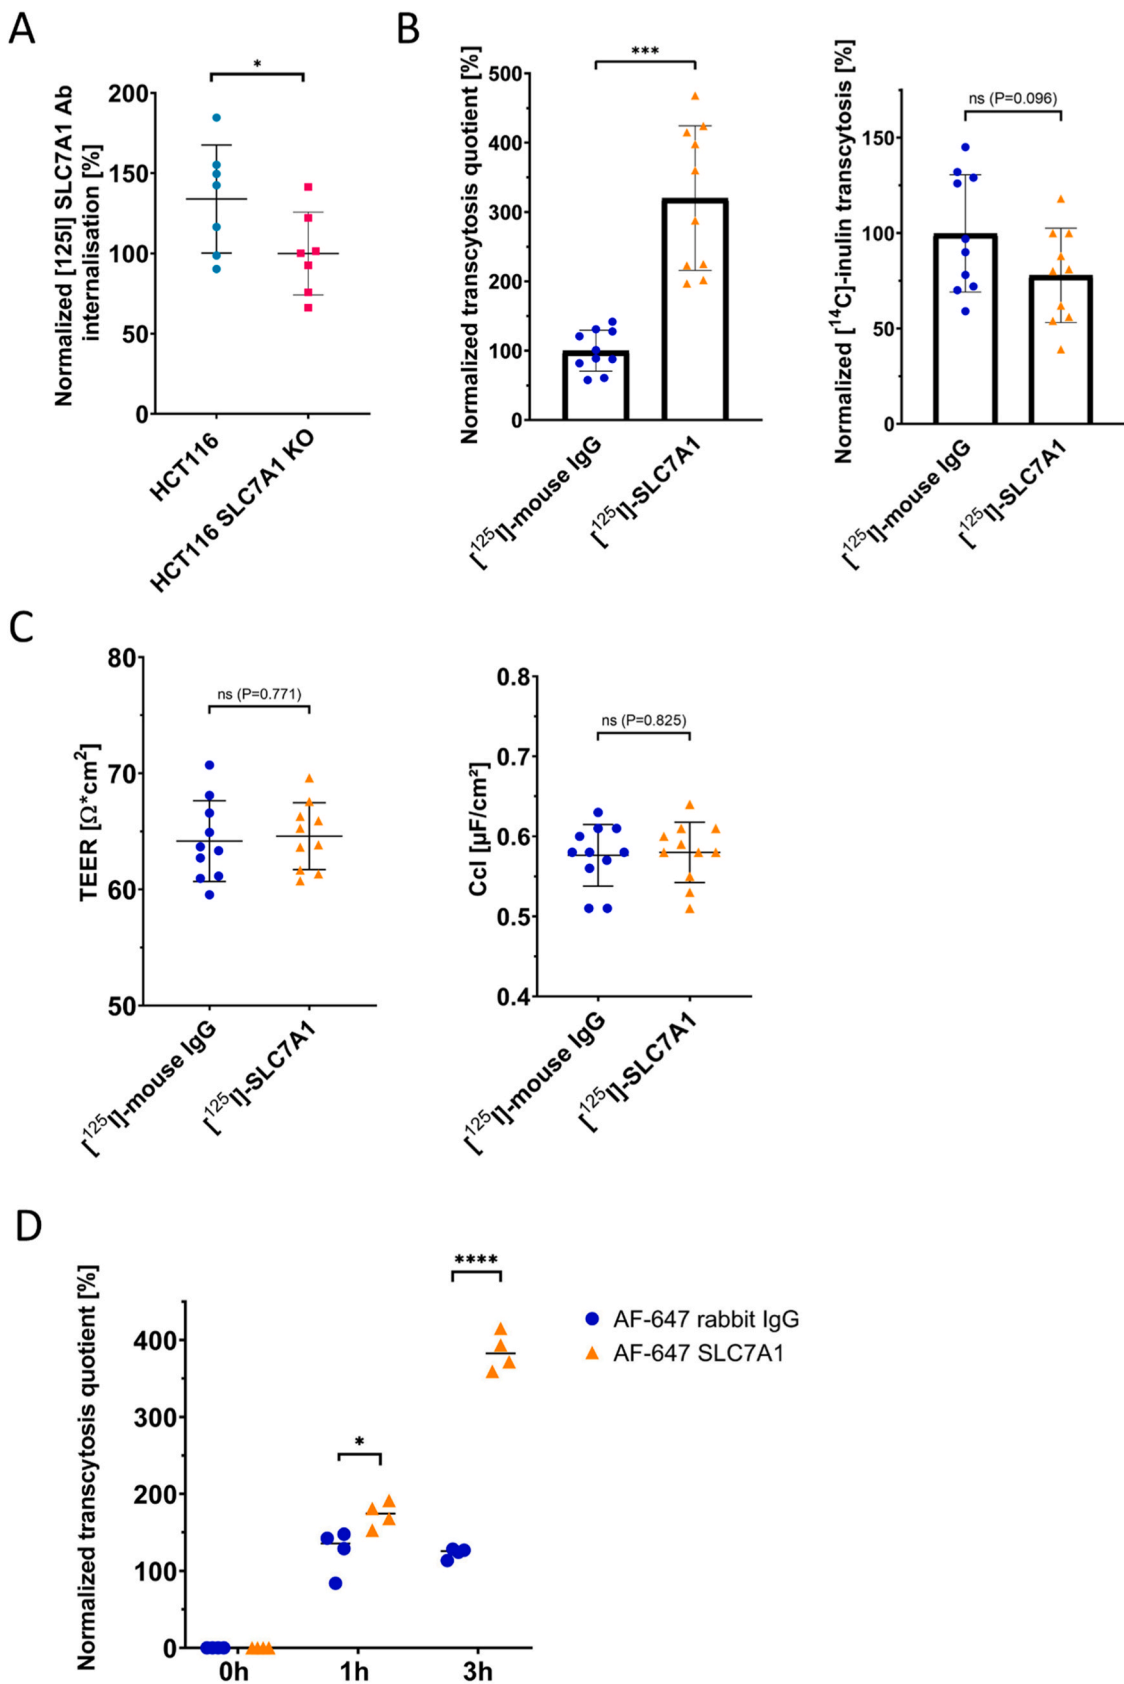 A
Normalized [125I] SLC7A1 Ab
internalisation [%]
200
150
100
50
0
*
HCT116
HCT116 SLC7A1 KO
B
Normalized transcytosis quotient [%]
500
400
300
200
100
0
***
[¹²⁵I]-mouse IgG
[¹²⁵I]-SLC7A1
Normalized [¹⁴C]-inulin transcytosis [%]
150
100
50
0
ns (P=0.096)
[¹²⁵I]-mouse IgG
[¹²⁵I]-SLC7A1
C
TEER [Ω*cm²]
80
70
60
50
ns (P=0.771)
[¹²⁵I]-mouse IgG
[¹²⁵I]-SLC7A1
Ccl [µF/cm²]
0.8
0.7
0.6
0.5
0.4
ns (P=0.825)
[¹²⁵I]-mouse IgG
[¹²⁵I]-SLC7A1
D
Normalized transcytosis quotient [%]
400
300
200
100
0
*
****
0h
1h
3h
AF-647 rabbit IgG
AF-647 SLC7A1